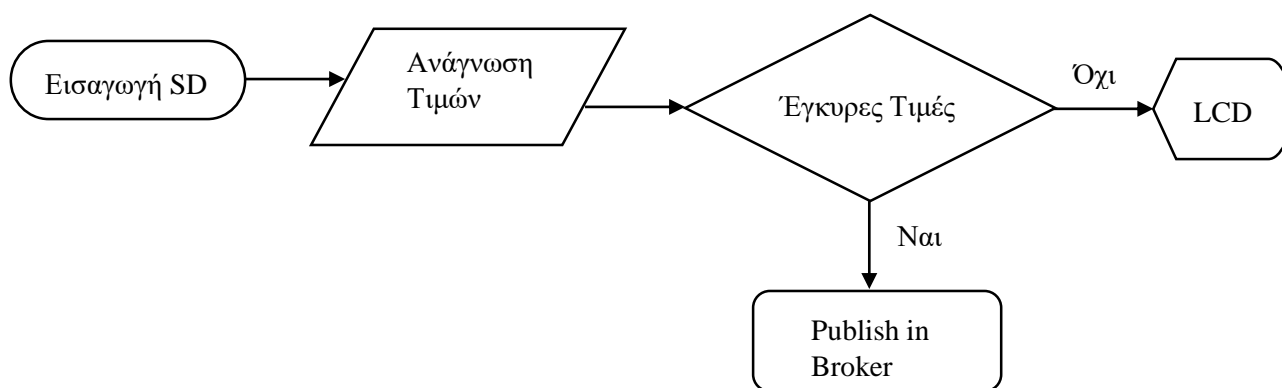 Εισαγωγή SD
Ανάγνωση
Τιμών
Έγκυρες Τιμές
Όχι
LCD
Ναι
Publish in
Broker